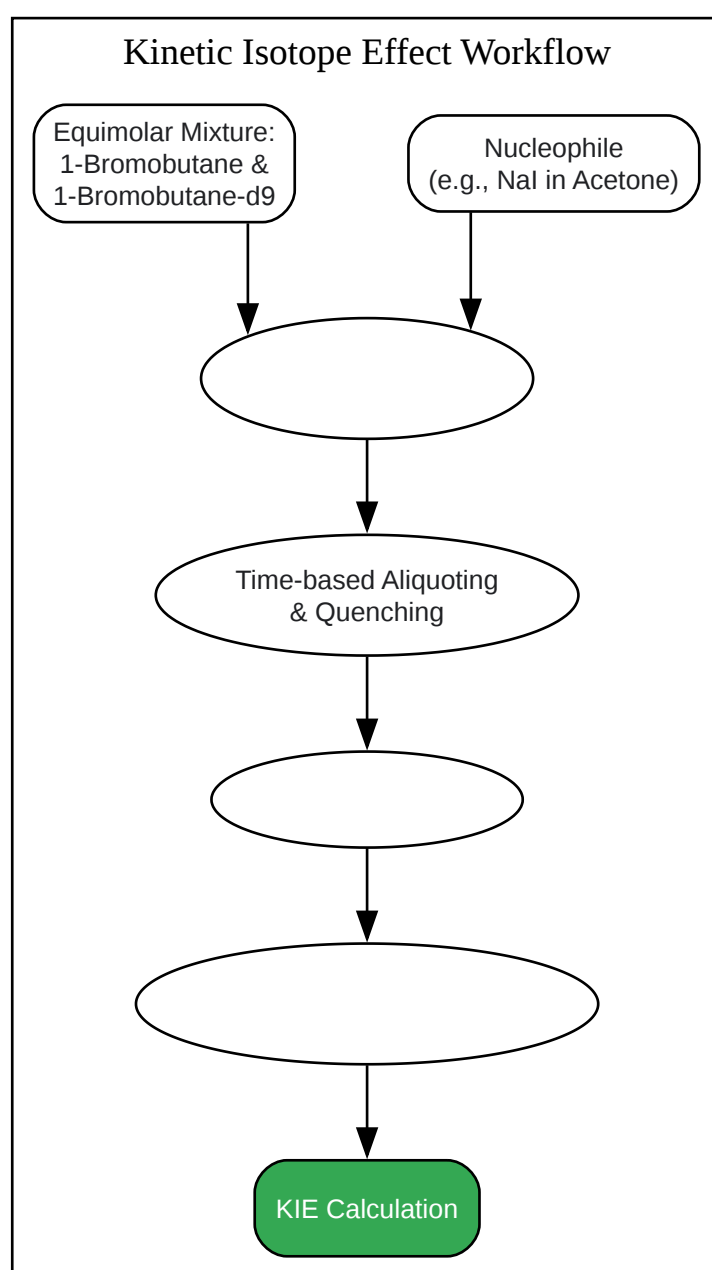 Kinetic Isotope Effect Workflow
Equimolar Mixture:
1-Bromobutane &
1-Bromobutane-d9
Nucleophile
(e.g., NaI in Acetone)
Time-based Aliquoting
& Quenching
KIE Calculation